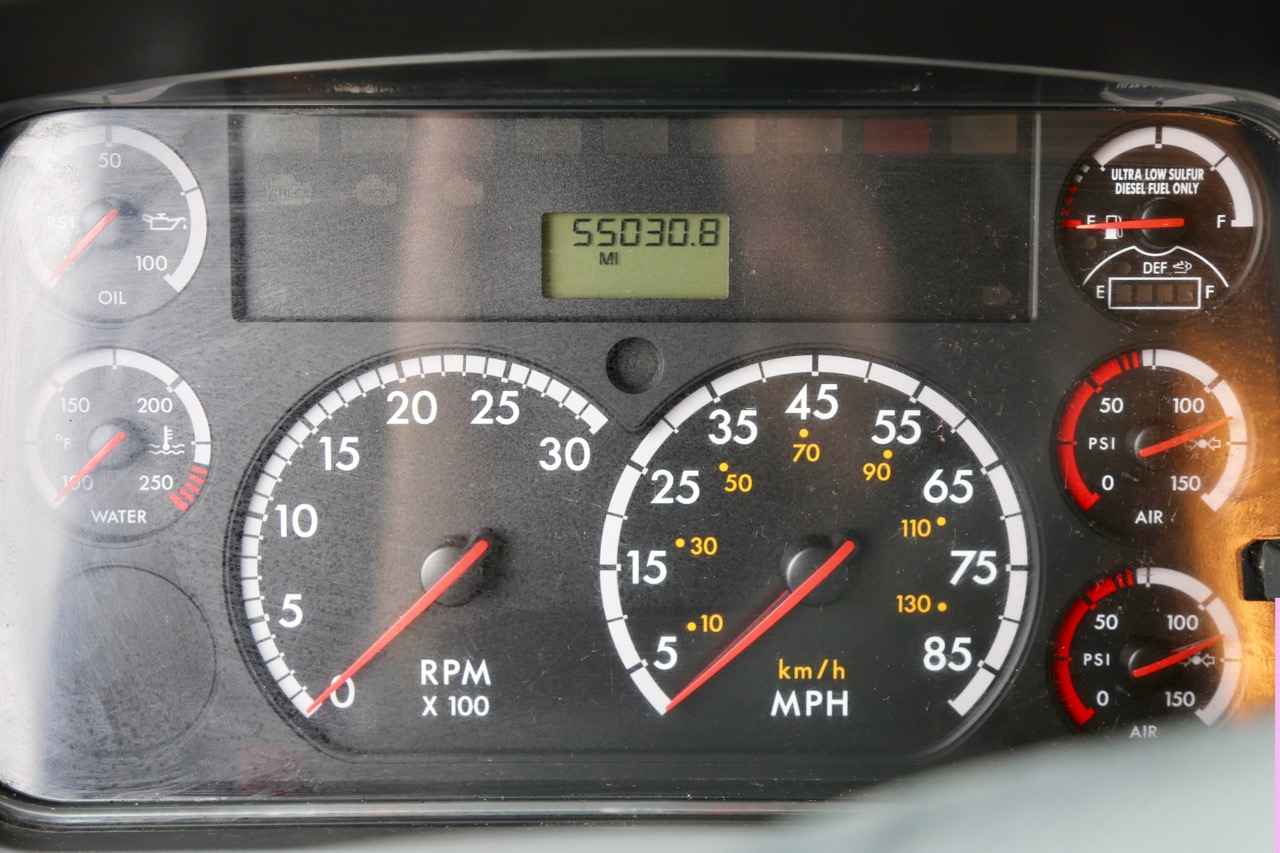 50
PSI
100
OIL
55030.8
MI
ULTRA LOW SULFUR
DIESEL FUEL ONLY
E F
DEF
E F
150 200
°F
100 250
WATER
0
5
10
15
20
25
30
RPM
X 100
5
15
25
35
45
55
65
75
85
10
30
50
70
90
110
130
km/h
MPH
50 100
PSI
0 150
AIR
50 100
PSI
0 150
AIR